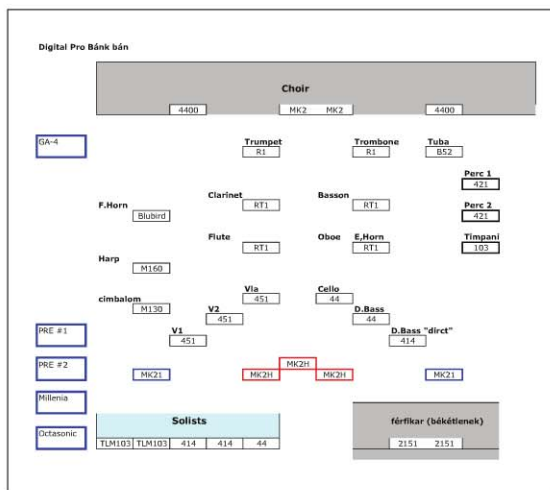 Digital Pro Bánk bán
Choir
4400 MK2 MK2 4400
GA-4
Trumpet Trombone Tuba
R1 R1 B52
Perc 1
421
Clarinet Basson
F.Horn RT1 RT1 Perc 2
Blubird 421
Flute Oboe E,Horn Timpani
RT1 RT1 103
Harp
M160
Vla Cello
cimbalom 451 44
M130 V2 D.Bass
451 44
PRE #1 V1 D.Bass "dirct"
451 414
PRE #2 MK2H
MK21 MK2H MK2H MK21
Millenia
Solists férfikar (békétlenek)
Octasonic
TLM103 TLM103 414 414 44 2151 2151